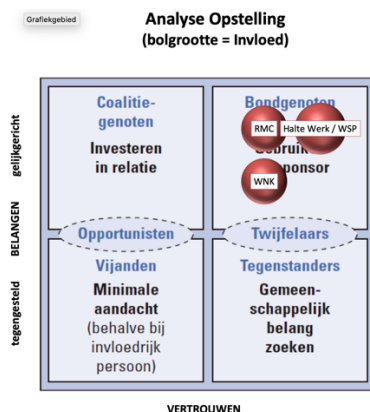 Grafiekgebied
Analyse Opstelling
(bolgrootte = Invloed)
BELANGEN
gelijkgericht
tegengesteld
Coalitie-
genoten
Investeren
in relatie
Bondgenoten
RMC
Halte Werk / WSP
WNK
Opportunisten
Twijfelaars
Vijanden
Minimale
aandacht
(behalve bij
invloedrijk
persoon)
Tegenstanders
Gemeen-
schappelijk
belang
zoeken
VERTROUWEN